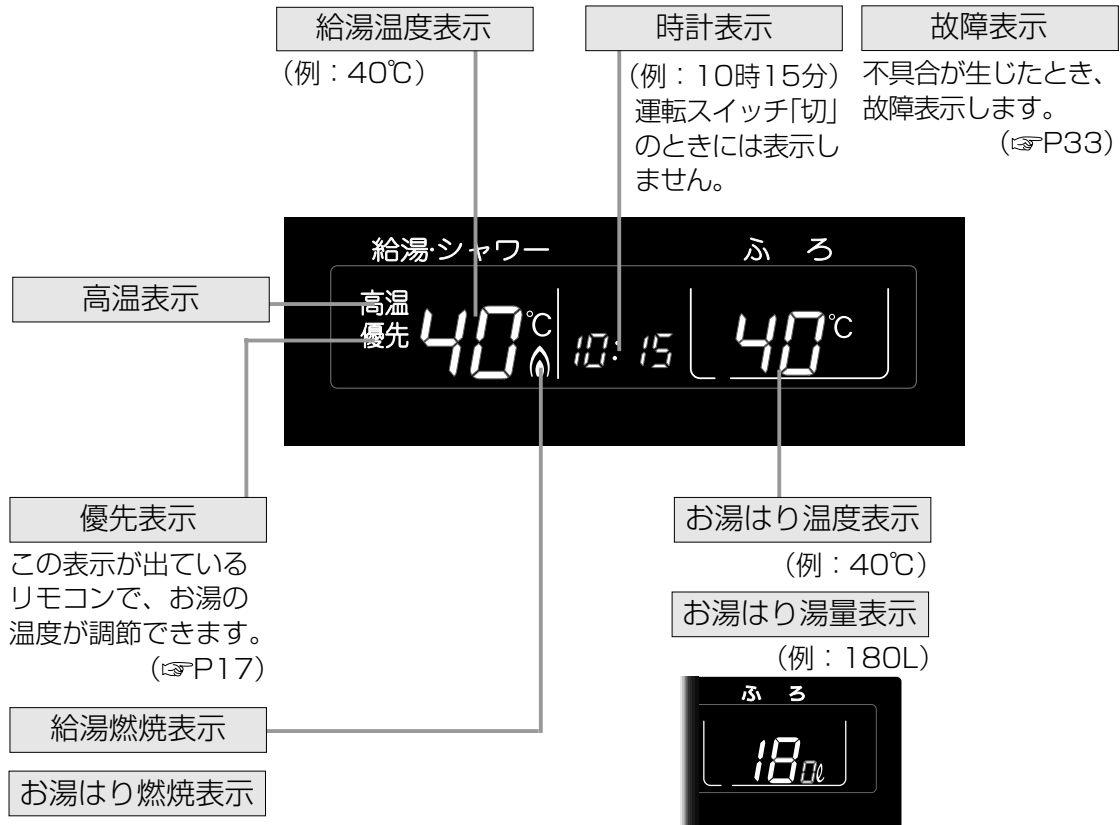 給湯温度表示
(例：40℃)
時計表示
(例：10時15分)
運転スイッチ「切」
のときには表示し
ません。
故障表示
不具合が生じたとき、
故障表示します。
(☞P33)
給湯・シャワー
ふろ
高温表示
高温
優先
40℃
10:15
40℃
優先表示
この表示が出ている
リモコンで、お湯の
温度が調節できます。
(☞P17)
お湯はり温度表示
(例：40℃)
お湯はり湯量表示
(例：180L)
ふろ
180ℓ
給湯燃焼表示
お湯はり燃焼表示